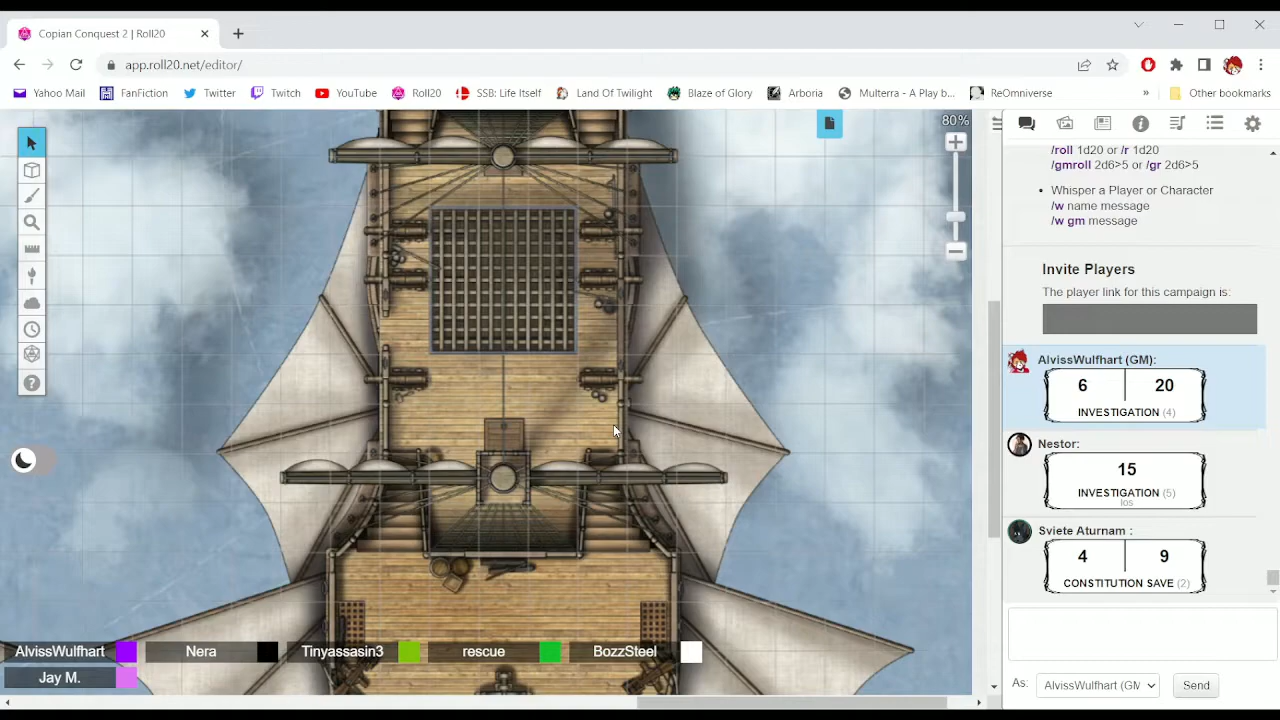 Copian Conquest 2 | Roll20
app.roll20.net/editor/
Yahoo Mail FanFiction Twitter Twitch YouTube Roll20 SSB: Life Itself Land Of Twilight Blaze of Glory Arboria Multerra - A Play b... ReOmniverse » Other bookmarks
80%
/roll 1d20 or /r 1d20
/gmroll 2d6>5 or /gr 2d6>5
• Whisper a Player or Character
/w name message
/w gm message
Invite Players
The player link for this campaign is:
AlvissWulfhart (GM):
6 20
INVESTIGATION (4)
Nestor:
15
INVESTIGATION (5)
los
Sviete Aturnam :
4 9
CONSTITUTION SAVE (2)
AlvissWulfhart Nera Tinyassasin3 rescue BozzSteel
Jay M.
As: AlvissWulfhart (GM Send